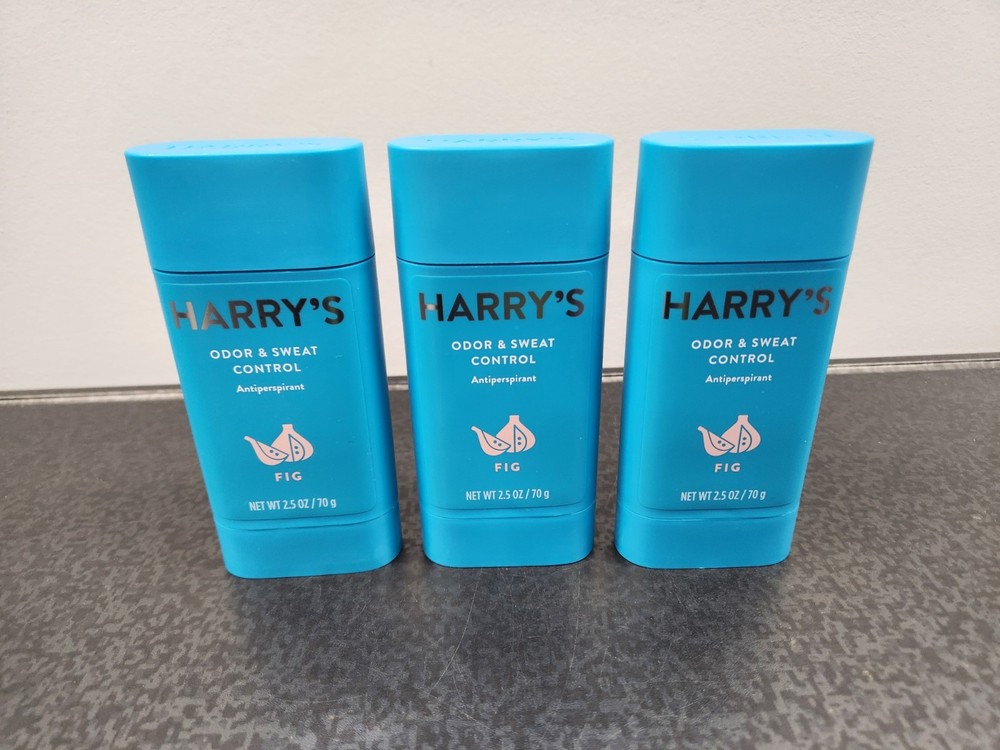 HARRY'S
ODOR & SWEAT
CONTROL
Antiperspirant
FIG
NET WT 2.5 OZ / 70 g
HARRY'S
ODOR & SWEAT
CONTROL
Antiperspirant
FIG
NET WT 2.5 OZ / 70 g
HARRY'S
ODOR & SWEAT
CONTROL
Antiperspirant
FIG
NET WT 2.5 OZ / 70 g